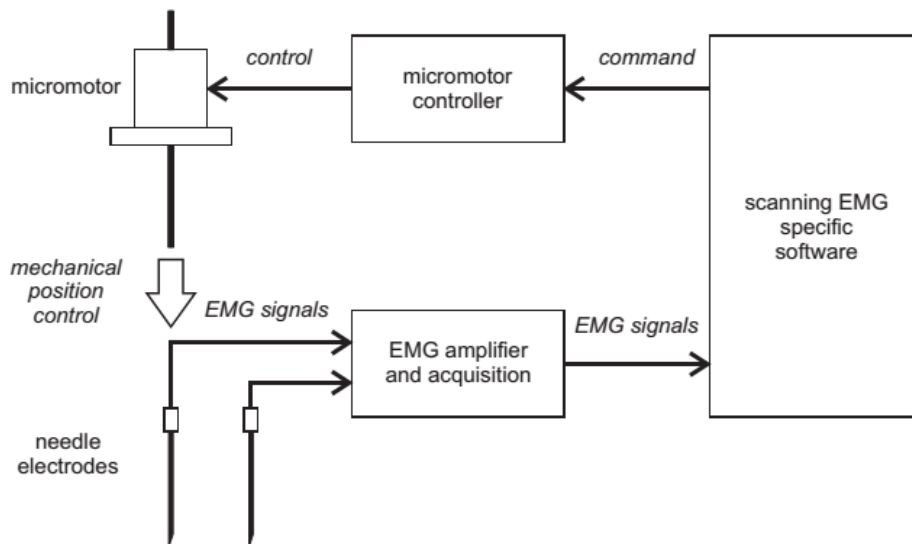 micromotor
control
micromotor
controller
command
scanning EMG
specific
software
mechanical
position
control
EMG signals
EMG amplifier
and acquisition
EMG signals
needle
electrodes